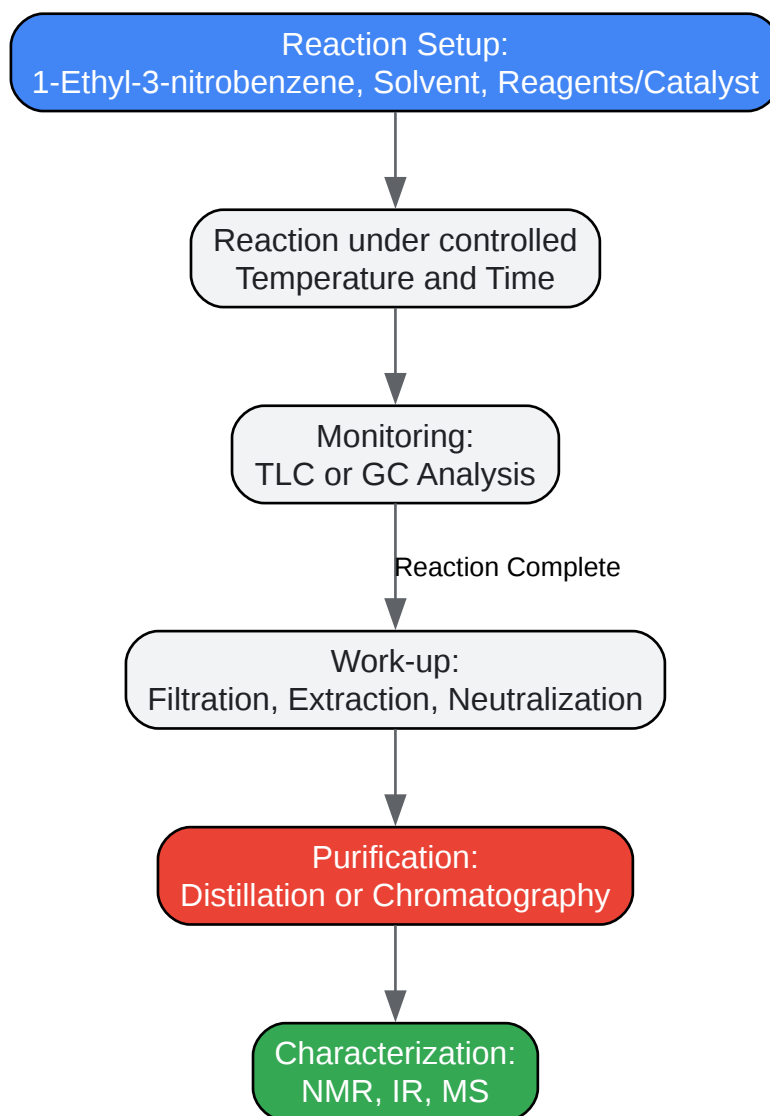 Reaction Setup:
1-Ethyl-3-nitrobenzene, Solvent, Reagents/Catalyst
Reaction under controlled
Temperature and Time
Monitoring:
TLC or GC Analysis
Reaction Complete
Work-up:
Filtration, Extraction, Neutralization
Purification:
Distillation or Chromatography
Characterization:
NMR, IR, MS